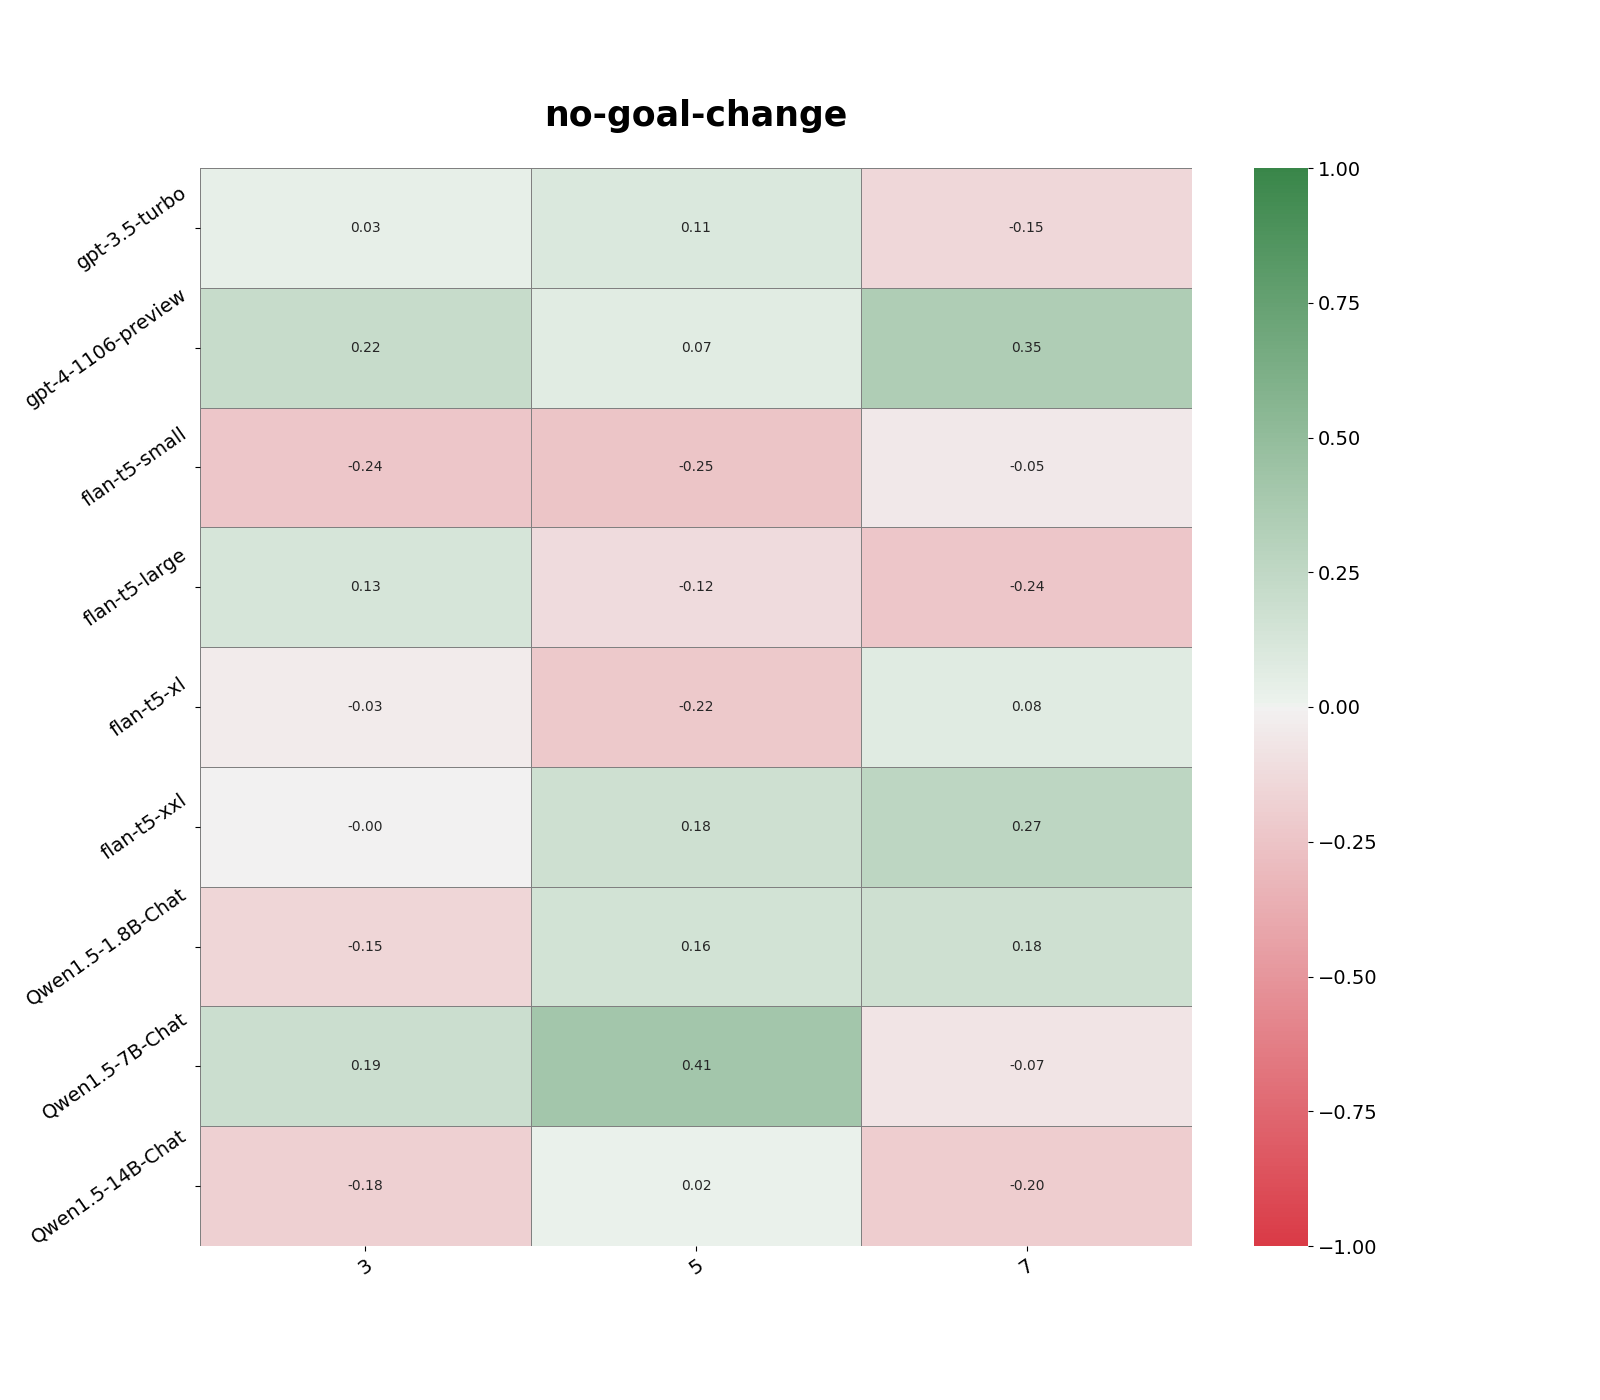 no-goal-change
gpt-3.5-turbo 0.03 0.11 -0.15
gpt-4-1106-preview 0.22 0.07 0.35
flan-t5-small -0.24 -0.25 -0.05
flan-t5-large 0.13 -0.12 -0.24
flan-t5-xl -0.03 -0.22 0.08
flan-t5-xxl -0.00 0.18 0.27
Qwen1.5-1.8B-Chat -0.15 0.16 0.18
Qwen1.5-7B-Chat 0.19 0.41 -0.07
Qwen1.5-14B-Chat -0.18 0.02 -0.20
3 5 7
1.00
0.75
0.50
0.25
0.00
−0.25
−0.50
−0.75
−1.00